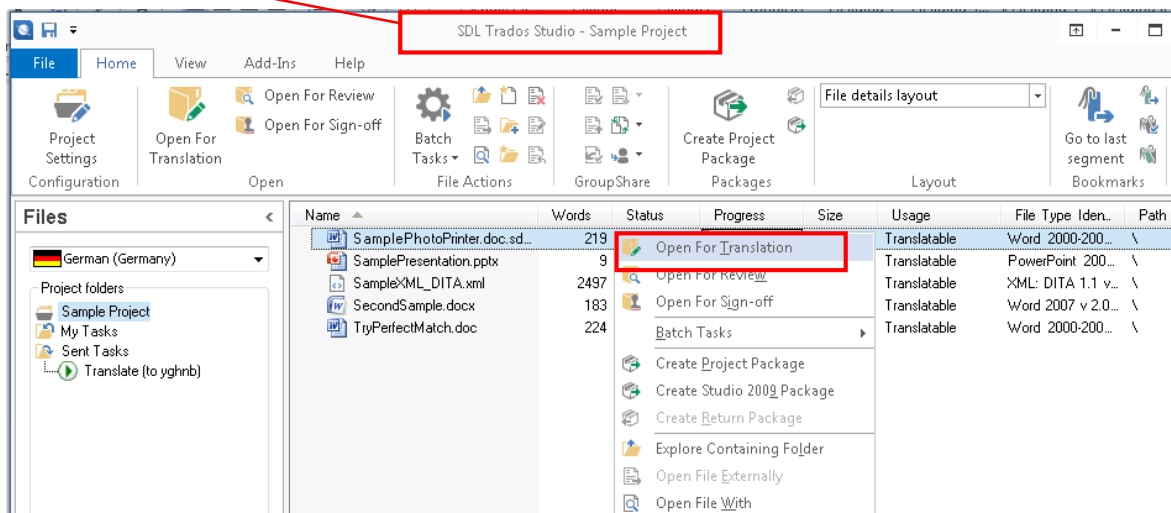 SDL Trados Studio - Sample Project
File Home View Add-Ins Help
Project Settings
Open For Translation
Open For Review
Open For Sign-off
Batch Tasks
Create Project Package
File details layout
Go to last segment
Configuration Open File Actions GroupShare Packages Layout Bookmarks
Files <
German (Germany)
Project folders
Sample Project
My Tasks
Sent Tasks
Translate (to yghnb)
Name Words Status Progress Size Usage File Type Iden... Path
SamplePhotoPrinter.doc.sd... 219 Translatable Word 2000-200... \
SamplePresentation.pptx 9 Translatable PowerPoint 200... \
SampleXML_DITA.xml 2497 Translatable XML: DITA 1.1 v... \
SecondSample.docx 183 Translatable Word 2007 v 2.0... \
TryPerfectMatch.doc 224 Translatable Word 2000-200... \
Open For Translation
Open For Review
Open For Sign-off
Batch Tasks
Create Project Package
Create Studio 2009 Package
Create Return Package
Explore Containing Folder
Open File Externally
Open File With